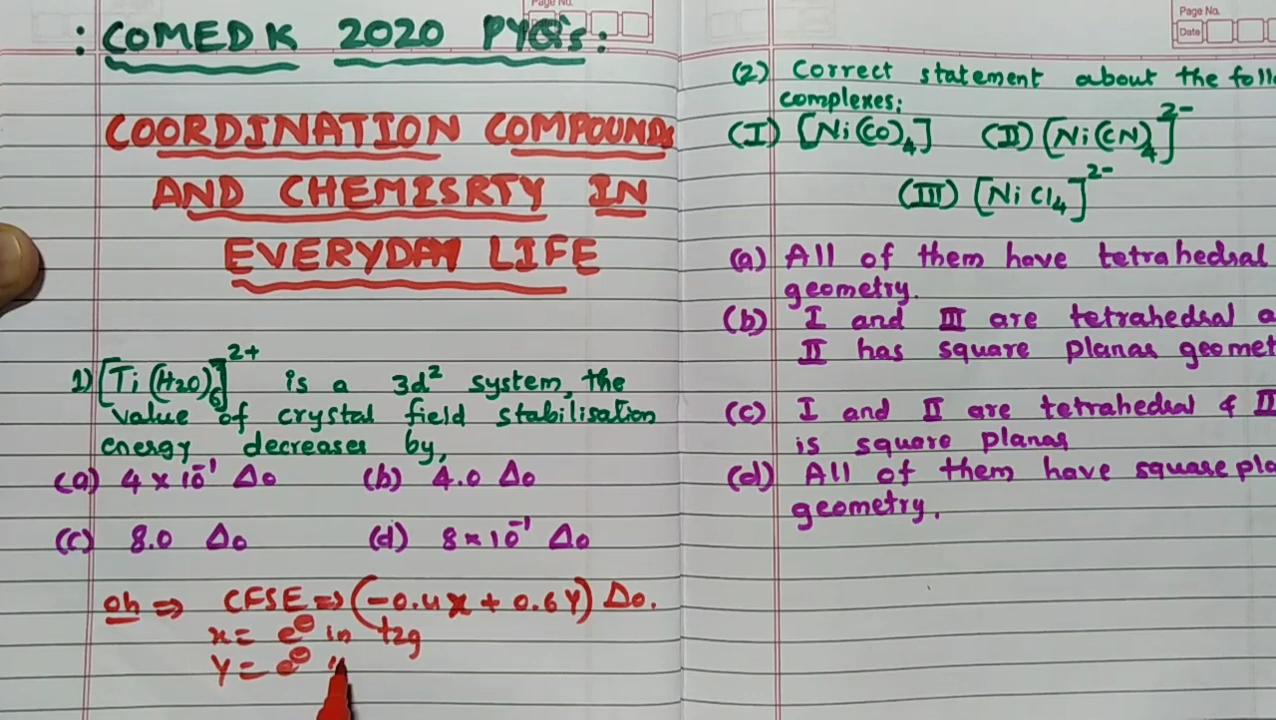 : COMEDK 2020 PYQ's :
COORDINATION COMPOUNDS
AND CHEMISRTY IN
EVERYDAY LIFE
1) [Ti(H2O)6]²⁺ is a 3d² system, the
value of crystal field stabilisation
energy decreases by,
(a) 4×10⁻¹ Δo (b) 4.0 Δo
(c) 8.0 Δo (d) 8×10⁻¹ Δo
Oh ⇒ CFSE ⇒ (-0.4x + 0.6Y) Δo.
x = e⊖ in t2g
Y = e⊖
Page No.
Page No.
Date
(2) Correct statement about the foll
complexes:
(I) [Ni(CO)4] (II) [Ni(CN)4]²⁻
(III) [NiCl4]²⁻
(a) All of them have tetrahedral
geometry.
(b) I and III are tetrahedral a
II has square planar geomet
(c) I and II are tetrahedral & II
is square planar
(d) All of them have square pla
geometry.